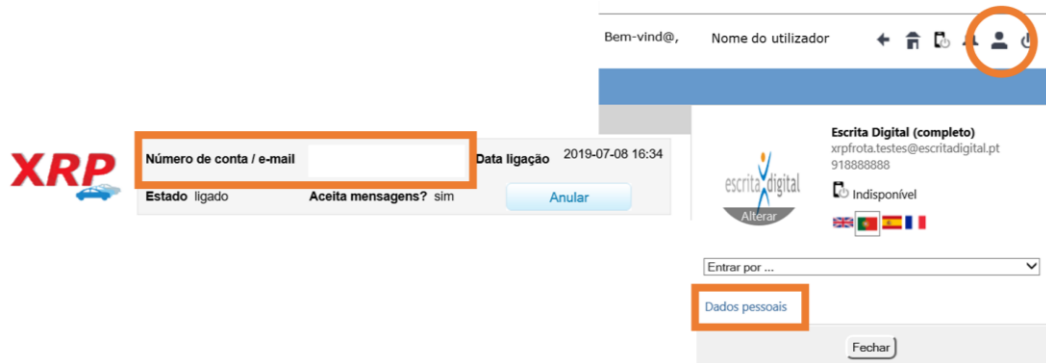 Bem-vind@, Nome do utilizador
XRP
Número de conta / e-mail Data ligação 2019-07-08 16:34
Estado ligado Aceita mensagens? sim Anular
Escrita Digital (completo)
xrpfrota.testes@escritadigital.pt
918888888
Indisponível
escrita digital
Alterar
Entrar por ...
Dados pessoais
Fechar